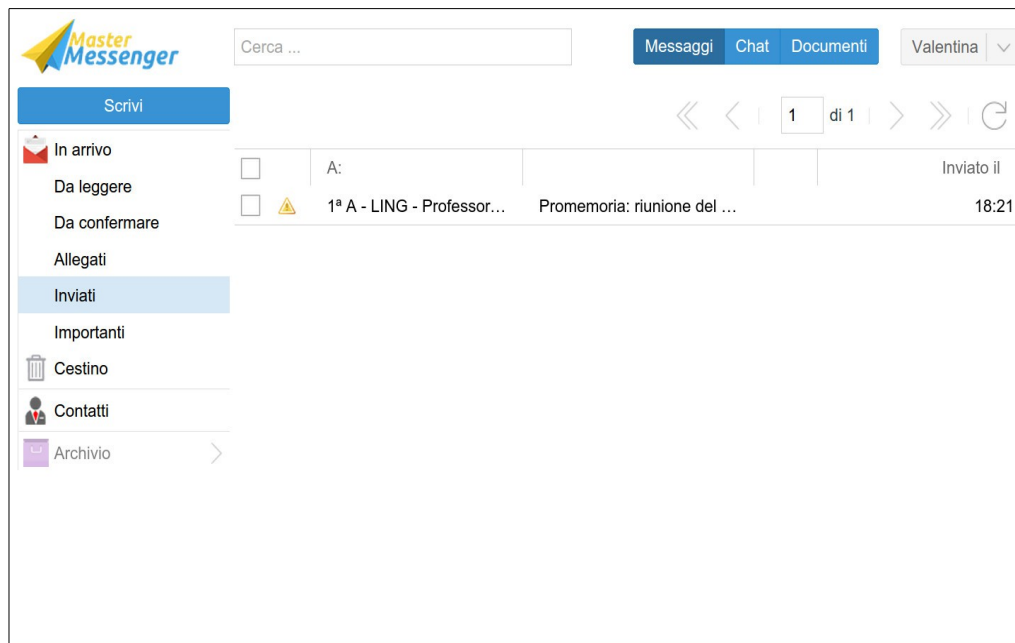 Master
Messenger
Cerca ...
Messaggi Chat Documenti
Valentina
Scrivi
1 di 1
In arrivo
Da leggere
Da confermare
Allegati
Inviati
Importanti
Cestino
Contatti
Archivio
A: Inviato il
1ª A - LING - Professor... Promemoria: riunione del ... 18:21